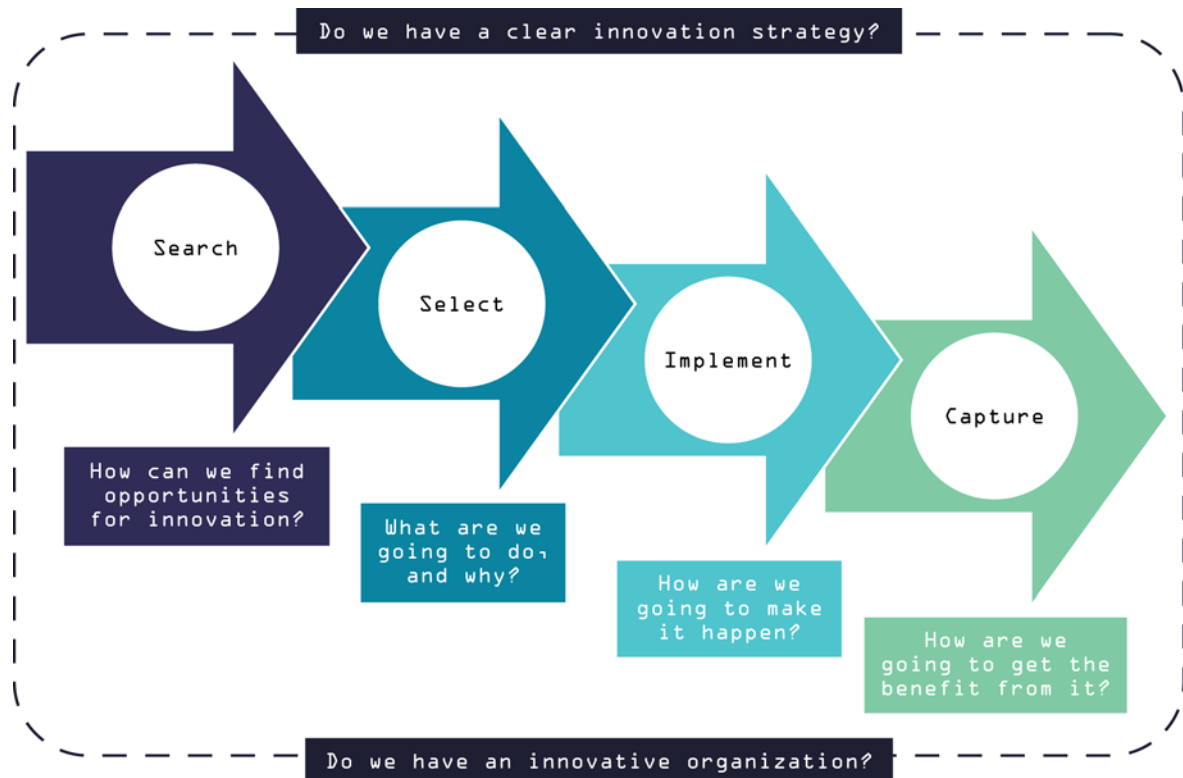 Do we have a clear innovation strategy?
Search
Select
Implement
Capture
How can we find
opportunities
for innovation?
What are we
going to do,
and why?
How are we
going to make
it happen?
How are we
going to get the
benefit from it?
Do we have an innovative organization?